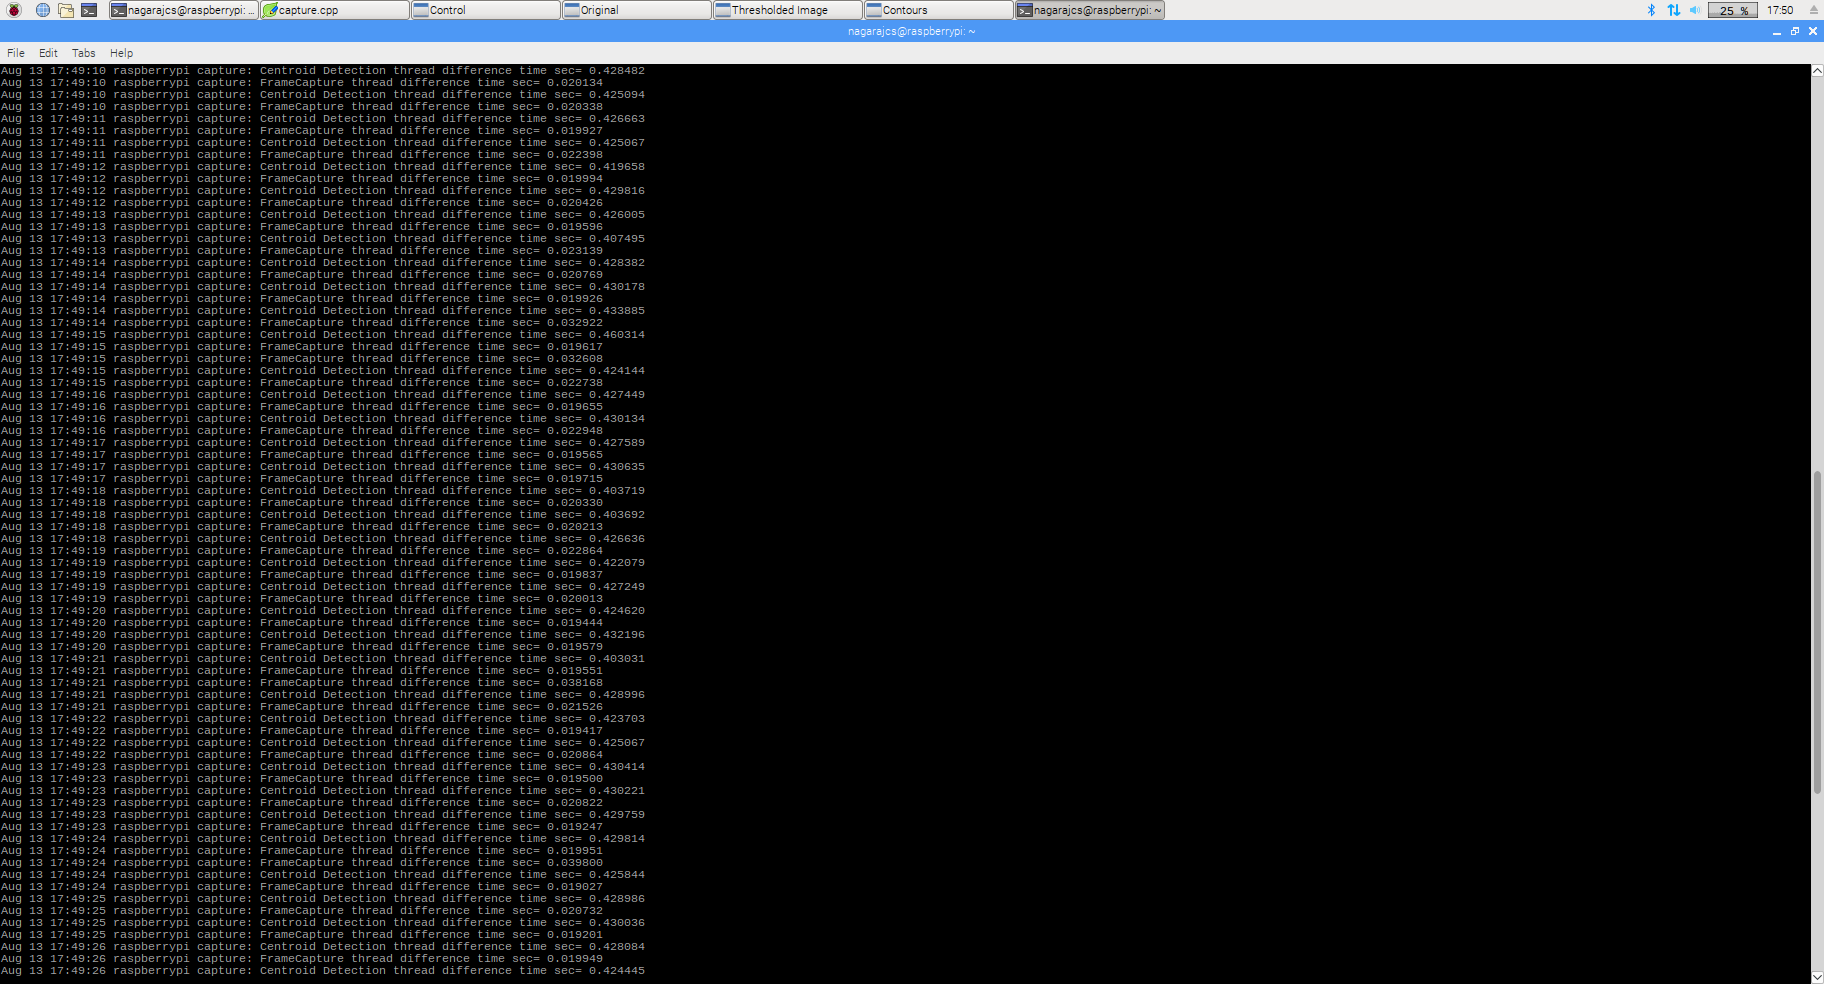 nagarajcs@raspberrypi: ... capture.cpp Control Original Thresholded Image Contours nagarajcs@raspberrypi: ~ 25 % 17:50
nagarajcs@raspberrypi: ~
File Edit Tabs Help
Aug 13 17:49:10 raspberrypi capture: Centroid Detection thread difference time sec= 0.428482
Aug 13 17:49:10 raspberrypi capture: FrameCapture thread difference time sec= 0.020134
Aug 13 17:49:10 raspberrypi capture: Centroid Detection thread difference time sec= 0.425094
Aug 13 17:49:10 raspberrypi capture: FrameCapture thread difference time sec= 0.020338
Aug 13 17:49:11 raspberrypi capture: Centroid Detection thread difference time sec= 0.426663
Aug 13 17:49:11 raspberrypi capture: FrameCapture thread difference time sec= 0.019927
Aug 13 17:49:11 raspberrypi capture: Centroid Detection thread difference time sec= 0.425067
Aug 13 17:49:11 raspberrypi capture: FrameCapture thread difference time sec= 0.022398
Aug 13 17:49:12 raspberrypi capture: Centroid Detection thread difference time sec= 0.419658
Aug 13 17:49:12 raspberrypi capture: FrameCapture thread difference time sec= 0.019994
Aug 13 17:49:12 raspberrypi capture: Centroid Detection thread difference time sec= 0.429816
Aug 13 17:49:12 raspberrypi capture: FrameCapture thread difference time sec= 0.020426
Aug 13 17:49:13 raspberrypi capture: Centroid Detection thread difference time sec= 0.426005
Aug 13 17:49:13 raspberrypi capture: FrameCapture thread difference time sec= 0.019596
Aug 13 17:49:13 raspberrypi capture: Centroid Detection thread difference time sec= 0.407495
Aug 13 17:49:13 raspberrypi capture: FrameCapture thread difference time sec= 0.023139
Aug 13 17:49:14 raspberrypi capture: Centroid Detection thread difference time sec= 0.428382
Aug 13 17:49:14 raspberrypi capture: FrameCapture thread difference time sec= 0.020769
Aug 13 17:49:14 raspberrypi capture: Centroid Detection thread difference time sec= 0.430178
Aug 13 17:49:14 raspberrypi capture: FrameCapture thread difference time sec= 0.019926
Aug 13 17:49:14 raspberrypi capture: Centroid Detection thread difference time sec= 0.433885
Aug 13 17:49:14 raspberrypi capture: FrameCapture thread difference time sec= 0.032922
Aug 13 17:49:15 raspberrypi capture: Centroid Detection thread difference time sec= 0.460314
Aug 13 17:49:15 raspberrypi capture: FrameCapture thread difference time sec= 0.019617
Aug 13 17:49:15 raspberrypi capture: FrameCapture thread difference time sec= 0.032608
Aug 13 17:49:15 raspberrypi capture: Centroid Detection thread difference time sec= 0.424144
Aug 13 17:49:15 raspberrypi capture: FrameCapture thread difference time sec= 0.022738
Aug 13 17:49:16 raspberrypi capture: Centroid Detection thread difference time sec= 0.427449
Aug 13 17:49:16 raspberrypi capture: FrameCapture thread difference time sec= 0.019655
Aug 13 17:49:16 raspberrypi capture: Centroid Detection thread difference time sec= 0.430134
Aug 13 17:49:16 raspberrypi capture: FrameCapture thread difference time sec= 0.022948
Aug 13 17:49:17 raspberrypi capture: Centroid Detection thread difference time sec= 0.427589
Aug 13 17:49:17 raspberrypi capture: FrameCapture thread difference time sec= 0.019565
Aug 13 17:49:17 raspberrypi capture: Centroid Detection thread difference time sec= 0.430635
Aug 13 17:49:17 raspberrypi capture: FrameCapture thread difference time sec= 0.019715
Aug 13 17:49:18 raspberrypi capture: Centroid Detection thread difference time sec= 0.403719
Aug 13 17:49:18 raspberrypi capture: FrameCapture thread difference time sec= 0.020330
Aug 13 17:49:18 raspberrypi capture: Centroid Detection thread difference time sec= 0.403692
Aug 13 17:49:18 raspberrypi capture: FrameCapture thread difference time sec= 0.020213
Aug 13 17:49:18 raspberrypi capture: Centroid Detection thread difference time sec= 0.426636
Aug 13 17:49:19 raspberrypi capture: FrameCapture thread difference time sec= 0.022864
Aug 13 17:49:19 raspberrypi capture: Centroid Detection thread difference time sec= 0.422079
Aug 13 17:49:19 raspberrypi capture: FrameCapture thread difference time sec= 0.019837
Aug 13 17:49:19 raspberrypi capture: Centroid Detection thread difference time sec= 0.427249
Aug 13 17:49:19 raspberrypi capture: FrameCapture thread difference time sec= 0.020013
Aug 13 17:49:20 raspberrypi capture: Centroid Detection thread difference time sec= 0.424620
Aug 13 17:49:20 raspberrypi capture: FrameCapture thread difference time sec= 0.019444
Aug 13 17:49:20 raspberrypi capture: Centroid Detection thread difference time sec= 0.432196
Aug 13 17:49:20 raspberrypi capture: FrameCapture thread difference time sec= 0.019579
Aug 13 17:49:21 raspberrypi capture: Centroid Detection thread difference time sec= 0.403031
Aug 13 17:49:21 raspberrypi capture: FrameCapture thread difference time sec= 0.019551
Aug 13 17:49:21 raspberrypi capture: FrameCapture thread difference time sec= 0.038168
Aug 13 17:49:21 raspberrypi capture: Centroid Detection thread difference time sec= 0.428996
Aug 13 17:49:21 raspberrypi capture: FrameCapture thread difference time sec= 0.021526
Aug 13 17:49:22 raspberrypi capture: Centroid Detection thread difference time sec= 0.423703
Aug 13 17:49:22 raspberrypi capture: FrameCapture thread difference time sec= 0.019417
Aug 13 17:49:22 raspberrypi capture: Centroid Detection thread difference time sec= 0.425067
Aug 13 17:49:22 raspberrypi capture: FrameCapture thread difference time sec= 0.020864
Aug 13 17:49:23 raspberrypi capture: Centroid Detection thread difference time sec= 0.430414
Aug 13 17:49:23 raspberrypi capture: FrameCapture thread difference time sec= 0.019500
Aug 13 17:49:23 raspberrypi capture: Centroid Detection thread difference time sec= 0.430221
Aug 13 17:49:23 raspberrypi capture: FrameCapture thread difference time sec= 0.020822
Aug 13 17:49:23 raspberrypi capture: Centroid Detection thread difference time sec= 0.429759
Aug 13 17:49:23 raspberrypi capture: FrameCapture thread difference time sec= 0.019247
Aug 13 17:49:24 raspberrypi capture: Centroid Detection thread difference time sec= 0.429814
Aug 13 17:49:24 raspberrypi capture: FrameCapture thread difference time sec= 0.019951
Aug 13 17:49:24 raspberrypi capture: FrameCapture thread difference time sec= 0.039800
Aug 13 17:49:24 raspberrypi capture: Centroid Detection thread difference time sec= 0.425844
Aug 13 17:49:24 raspberrypi capture: FrameCapture thread difference time sec= 0.019027
Aug 13 17:49:25 raspberrypi capture: Centroid Detection thread difference time sec= 0.428986
Aug 13 17:49:25 raspberrypi capture: FrameCapture thread difference time sec= 0.020732
Aug 13 17:49:25 raspberrypi capture: Centroid Detection thread difference time sec= 0.430036
Aug 13 17:49:25 raspberrypi capture: FrameCapture thread difference time sec= 0.019201
Aug 13 17:49:26 raspberrypi capture: Centroid Detection thread difference time sec= 0.428084
Aug 13 17:49:26 raspberrypi capture: FrameCapture thread difference time sec= 0.019949
Aug 13 17:49:26 raspberrypi capture: Centroid Detection thread difference time sec= 0.424445